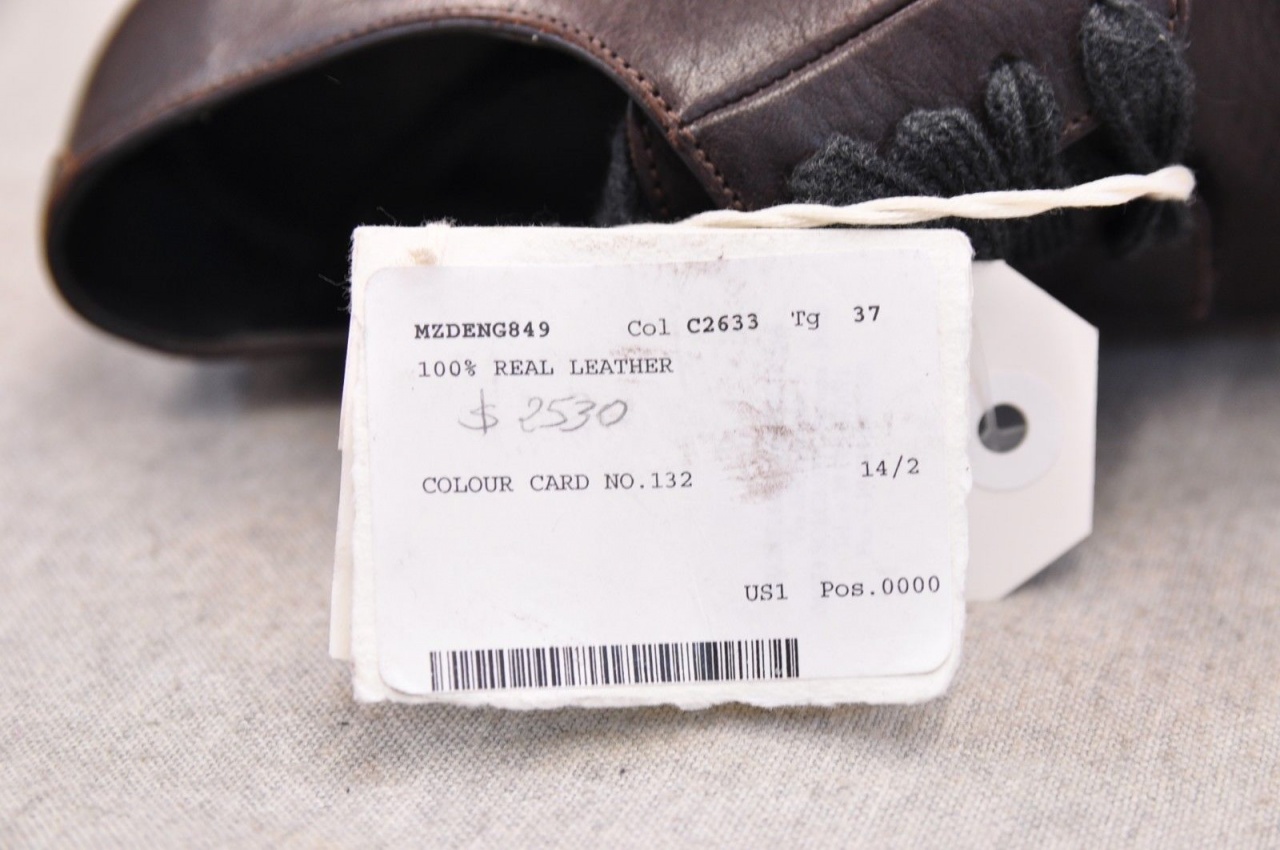 MZDENG849 Col C2633 Tg 37
100% REAL LEATHER
$ 2530
COLOUR CARD NO.132 14/2
US1 Pos.0000